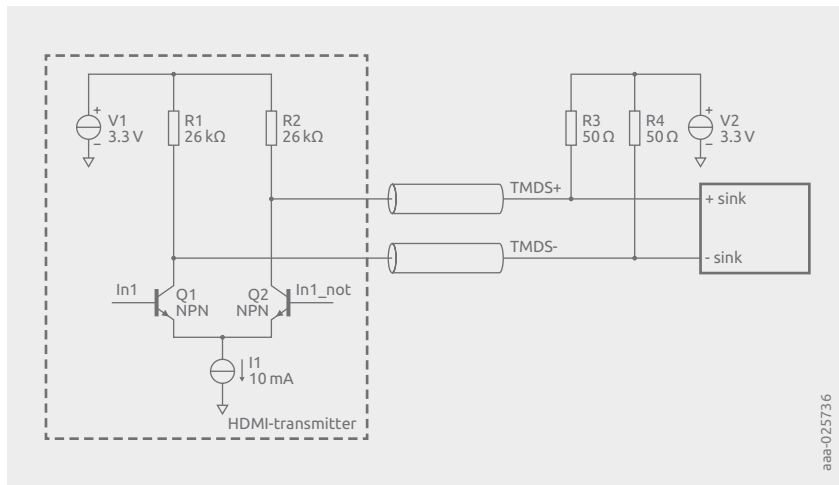 V1
3.3 V
+
−
R1
26 kΩ
R2
26 kΩ
R3
50 Ω
R4
50 Ω
+
−
V2
3.3 V
TMDS+
+ sink
TMDS-
- sink
In1
Q1
NPN
Q2
NPN
In1_not
I1
10 mA
HDMI-transmitter
aaa-025736